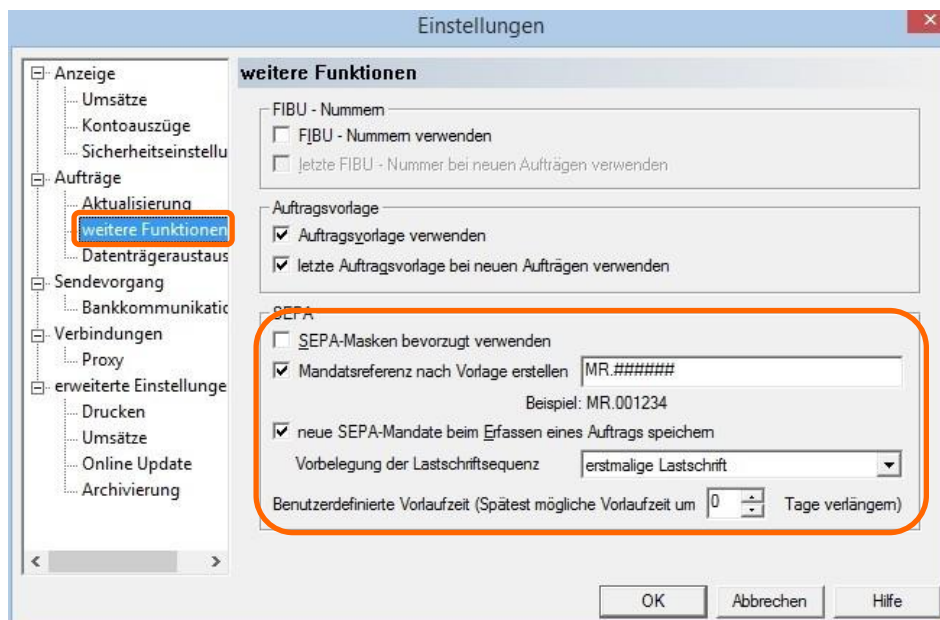 Einstellungen
Anzeige
Umsätze
Kontoauszüge
Sicherheitseinstellu
Aufträge
Aktualisierung
weitere Funktionen
Datenträgeraustaus
Sendevorgang
Bankkommunikatic
Verbindungen
Proxy
erweiterte Einstellunge
Drucken
Umsätze
Online Update
Archivierung
weitere Funktionen
FIBU - Nummern
FIBU - Nummern verwenden
letzte FIBU - Nummer bei neuen Aufträgen verwenden
Auftragsvorlage
Auftragsvorlage verwenden
letzte Auftragsvorlage bei neuen Aufträgen verwenden
SEPA
SEPA-Masken bevorzugt verwenden
Mandatsreferenz nach Vorlage erstellen MR.######
Beispiel: MR.001234
neue SEPA-Mandate beim Erfassen eines Auftrags speichern
Vorbelegung der Lastschriftsequenz erstmalige Lastschrift
Benutzerdefinierte Vorlaufzeit (Spätest mögliche Vorlaufzeit um 0 Tage verlängern)
OK Abbrechen Hilfe